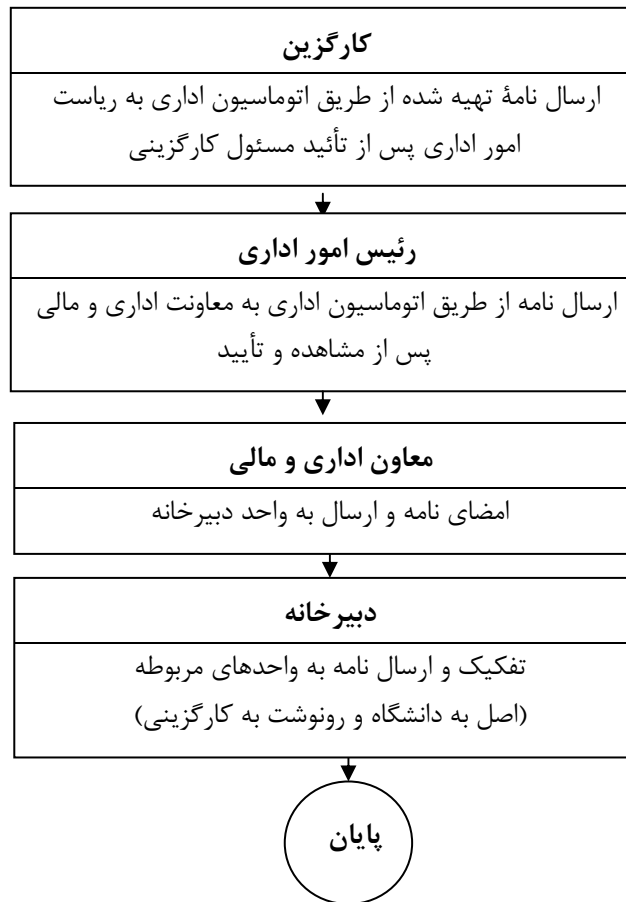 کارگزین
ارسال نامۀ تهیه شده از طریق اتوماسیون اداری به ریاست
امور اداری پس از تأئید مسئول کارگزینی
رئیس امور اداری
ارسال نامه از طریق اتوماسیون اداری به معاونت اداری و مالی
پس از مشاهده و تأیید
معاون اداری و مالی
امضای نامه و ارسال به واحد دبیرخانه
دبیرخانه
تفکیک و ارسال نامه به واحدهای مربوطه
(اصل به دانشگاه و رونوشت به کارگزینی)
پایان